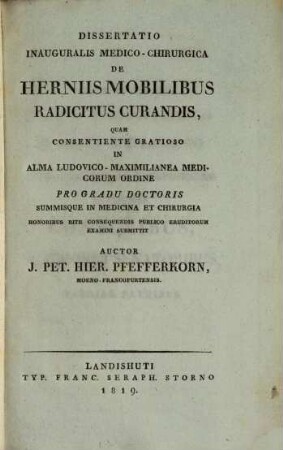 DISSERTATIO
INAUGURALIS MEDICO-CHIRURGICA
DE
HERNIIS MOBILIBUS
RADICITUS CURANDIS,
QUAM
CONSENTIENTE GRATIOSO
IN
ALMA LUDOVICO-MAXIMILIANEA MEDI-
CORUM ORDINE
PRO GRADU DOCTORIS
SUMMISQUE IN MEDICINA ET CHIRURGIA
HONORIBUS RITE CONSEQUENDIS PUBLICO ERUDITORUM
EXAMINI SUBMITTIT
AUCTOR
J. PET. HIER. PFEFFERKORN,
MOENO-FRANCOFURTENSIS.
LANDISHUTI
TYP. FRANC. SERAPH. STORNO
1819.